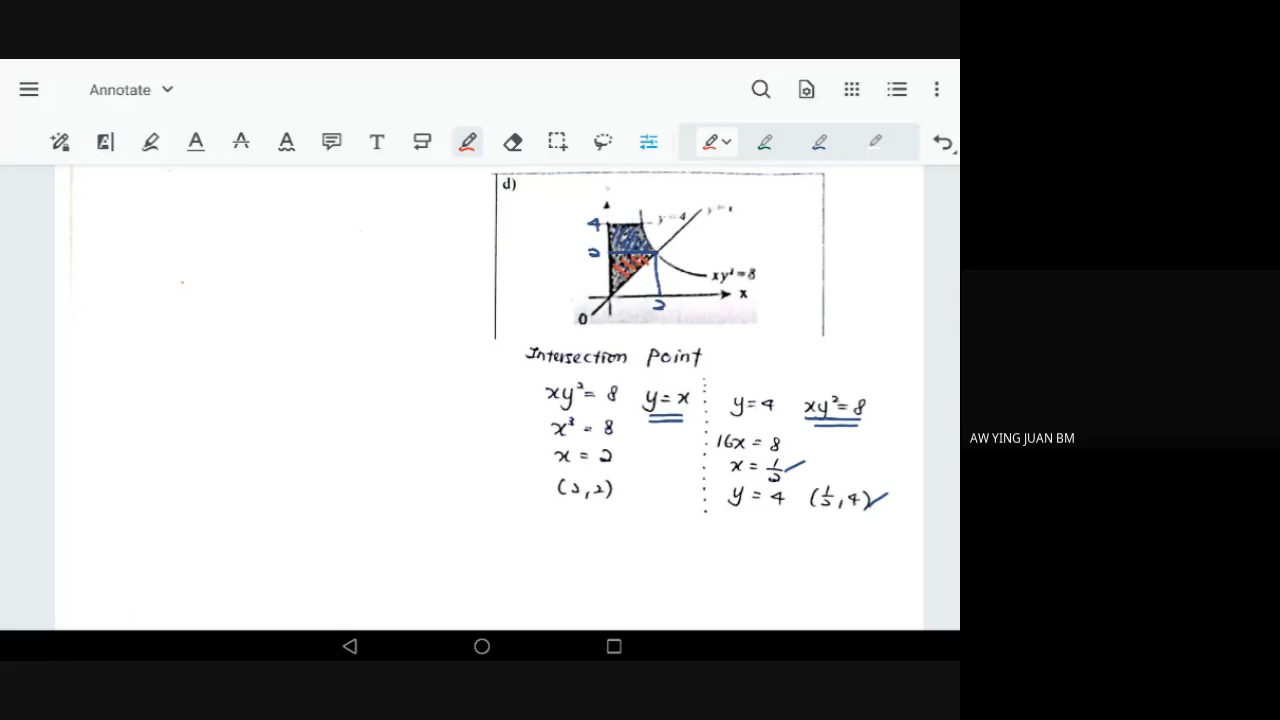 Annotate
d)
4
y=4
2
xy²=8
x
2
O
Intersection Point
xy²= 8 y= x
x³ = 8
x = 2
(2,2)
y=4 xy²=8
16x = 8
x = 1/2
y = 4 (1/2, 4)
AW YING JUAN BM